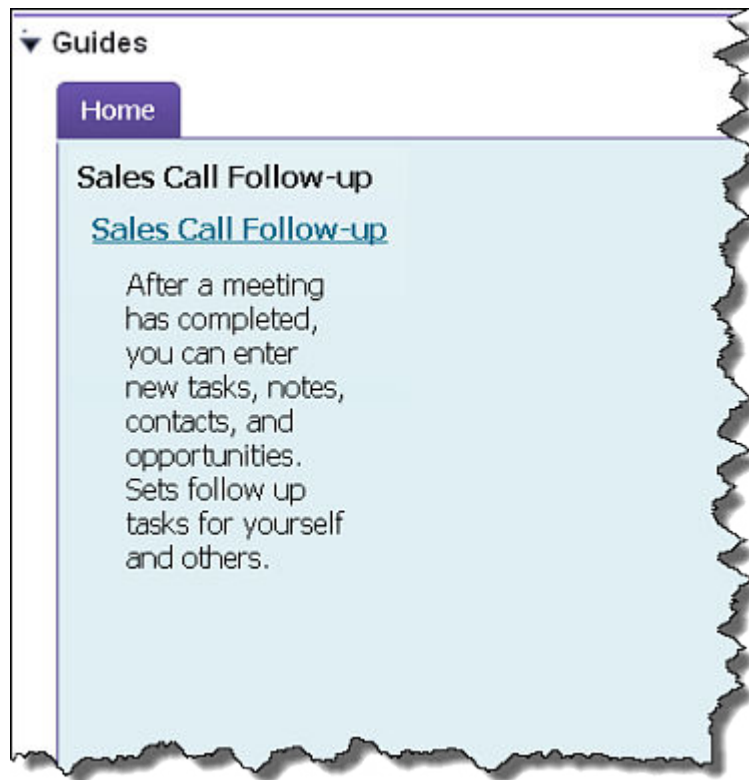 Guides
Home
Sales Call Follow-up
Sales Call Follow-up
After a meeting
has completed,
you can enter
new tasks, notes,
contacts, and
opportunities.
Sets follow up
tasks for yourself
and others.